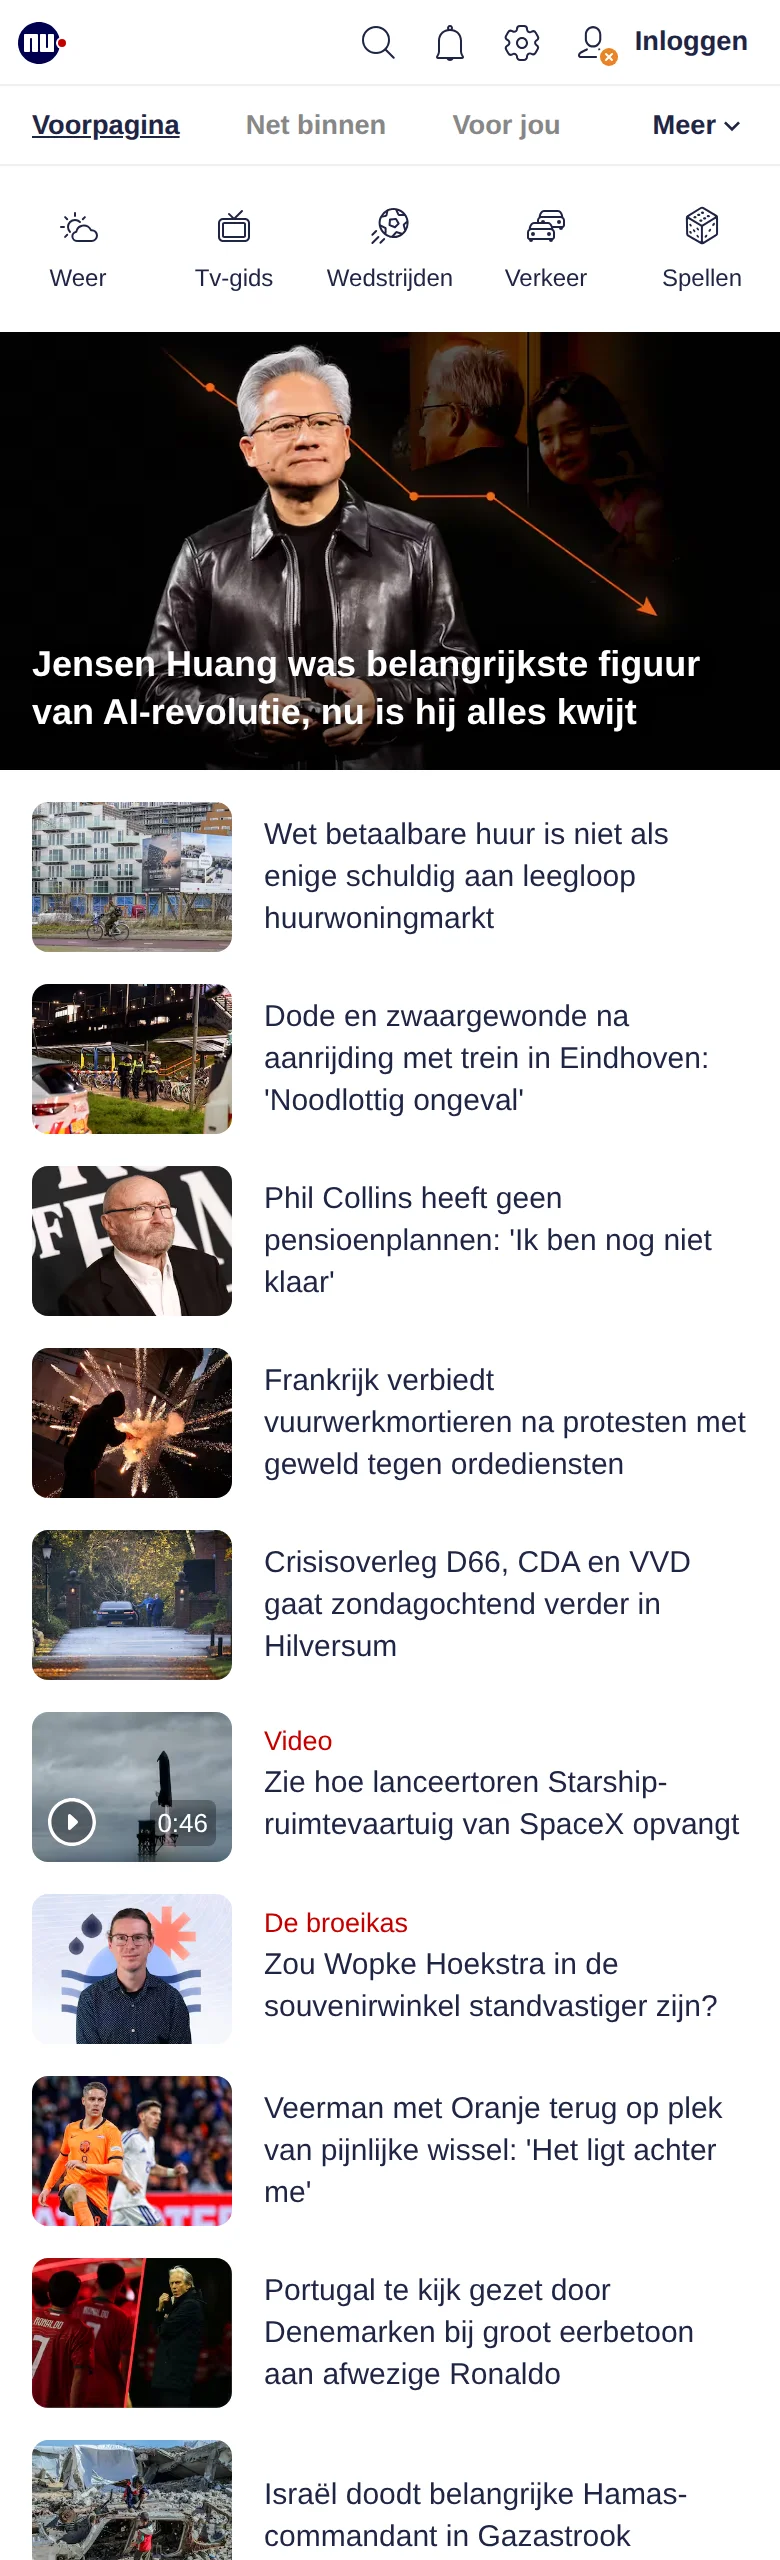 nu
Inloggen
Voorpagina
Net binnen
Voor jou
Meer
Weer
Tv-gids
Wedstrijden
Verkeer
Spellen
Jensen Huang was belangrijkste figuur
van AI-revolutie, nu is hij alles kwijt
Wet betaalbare huur is niet als
enige schuldig aan leegloop
huurwoningmarkt
Dode en zwaargewonde na
aanrijding met trein in Eindhoven:
'Noodlottig ongeval'
Phil Collins heeft geen
pensioenplannen: 'Ik ben nog niet
klaar'
Frankrijk verbiedt
vuurwerkmortieren na protesten met
geweld tegen ordediensten
Crisisoverleg D66, CDA en VVD
gaat zondagochtend verder in
Hilversum
0:46
Video
Zie hoe lanceertoren Starship-
ruimtevaartuig van SpaceX opvangt
De broeikas
Zou Wopke Hoekstra in de
souvenirwinkel standvastiger zijn?
Veerman met Oranje terug op plek
van pijnlijke wissel: 'Het ligt achter
me'
RONALDO
7
RONALDO
7
Portugal te kijk gezet door
Denemarken bij groot eerbetoon
aan afwezige Ronaldo
Israël doodt belangrijke Hamas-
commandant in Gazastrook